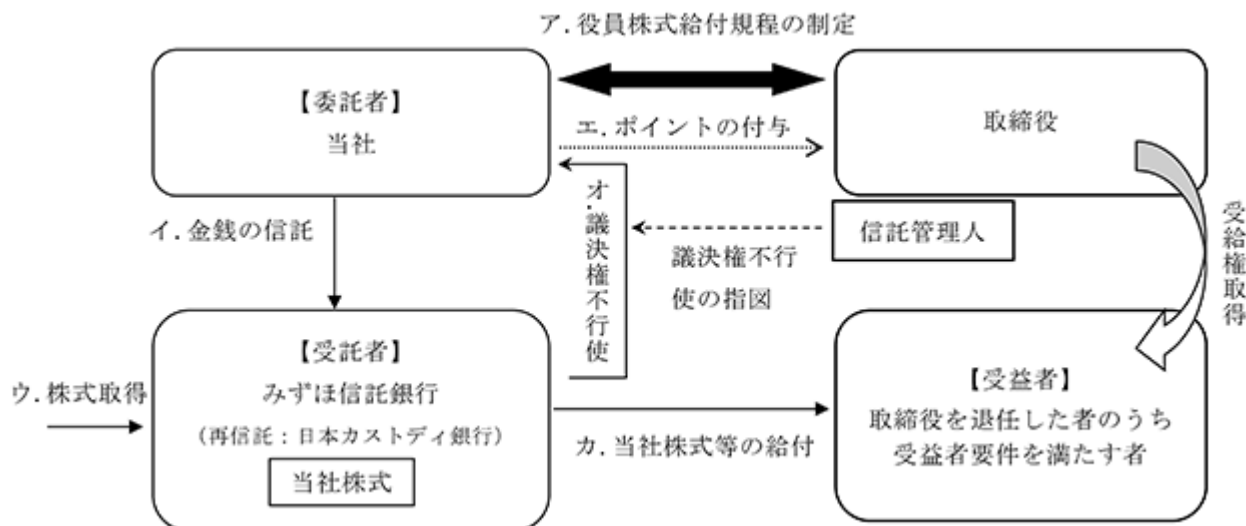 ア.役員株式給付規程の制定
【委託者】
当社
エ.ポイントの付与
取締役
イ.金銭の信託
オ.議決権不行使
議決権不行
使の指図
信託管理人
受給権取得
ウ.株式取得
【受託者】
みずほ信託銀行
(再信託:日本カストディ銀行)
当社株式
カ.当社株式等の給付
【受益者】
取締役を退任した者のうち
受益者要件を満たす者